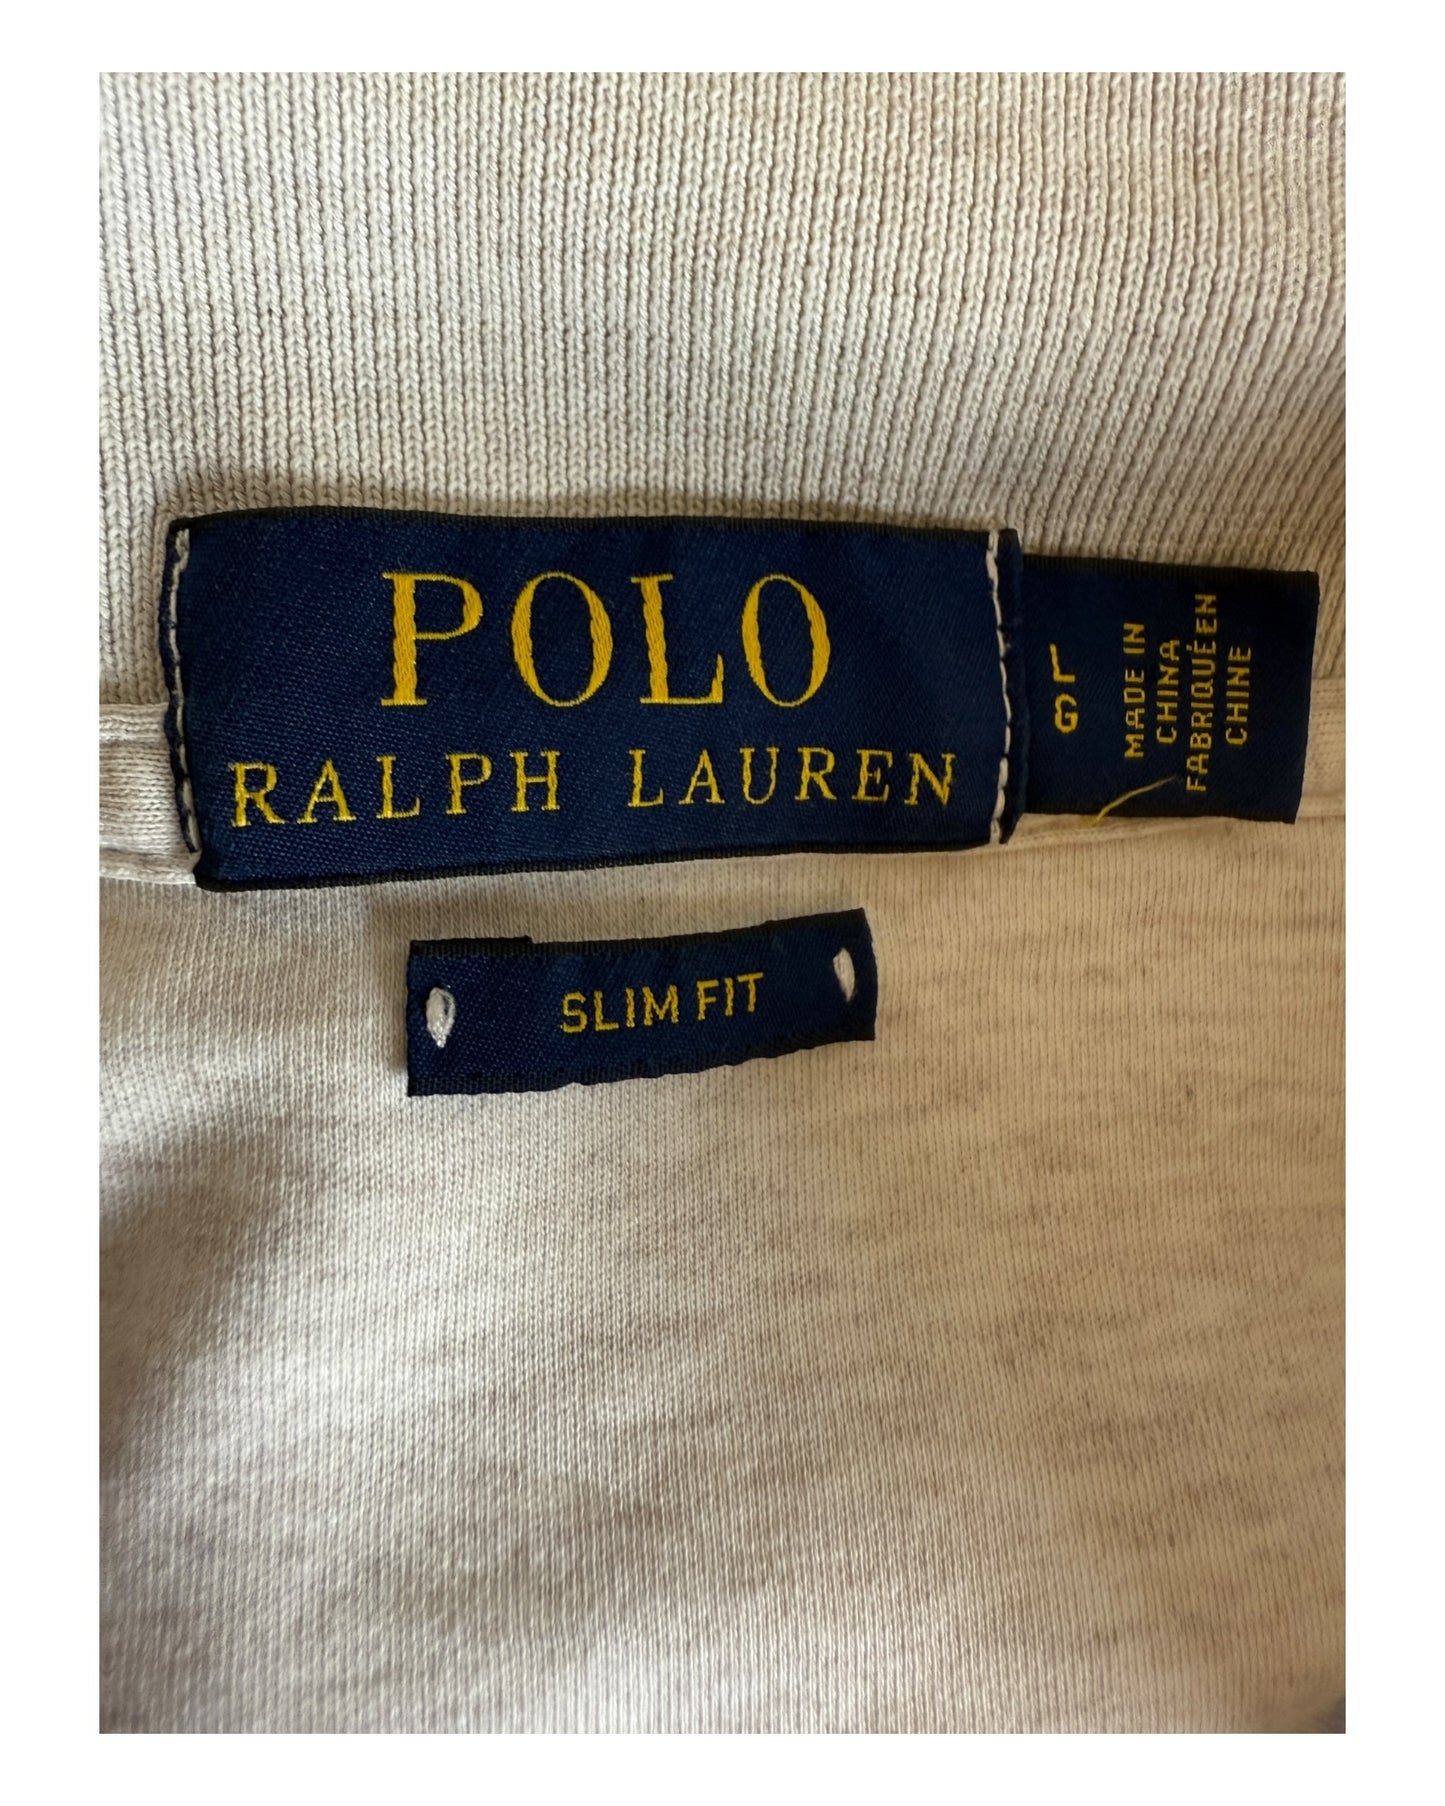 POLO
RALPH LAUREN
L
G
MADE IN
CHINA
FABRIQUÉ EN
CHINE
SLIM FIT